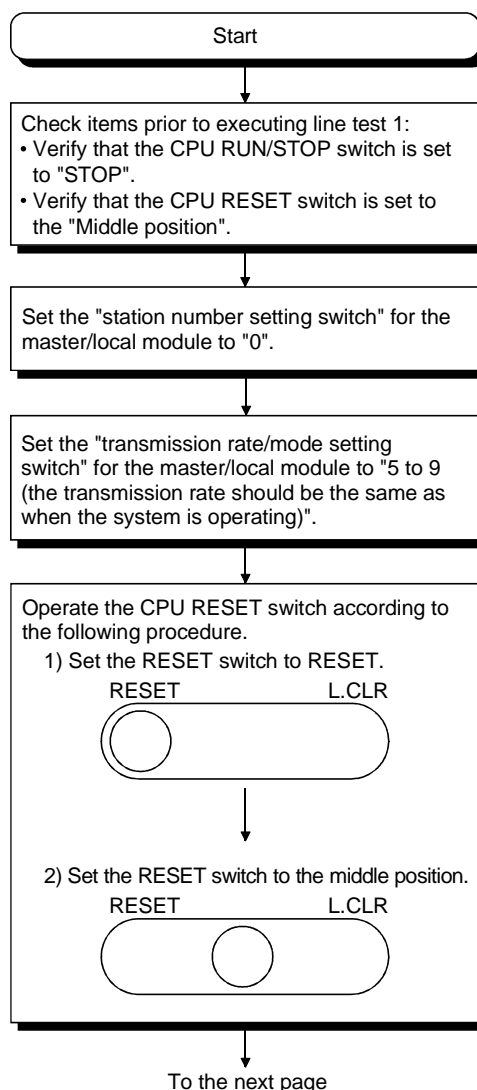 Start
Check items prior to executing line test 1:
• Verify that the CPU RUN/STOP switch is set
to "STOP".
• Verify that the CPU RESET switch is set to
the "Middle position".
Set the "station number setting switch" for the
master/local module to "0".
Set the "transmission rate/mode setting
switch" for the master/local module to "5 to 9
(the transmission rate should be the same as
when the system is operating)".
Operate the CPU RESET switch according to
the following procedure.
1) Set the RESET switch to RESET.
RESET L.CLR
2) Set the RESET switch to the middle position.
RESET L.CLR
To the next page